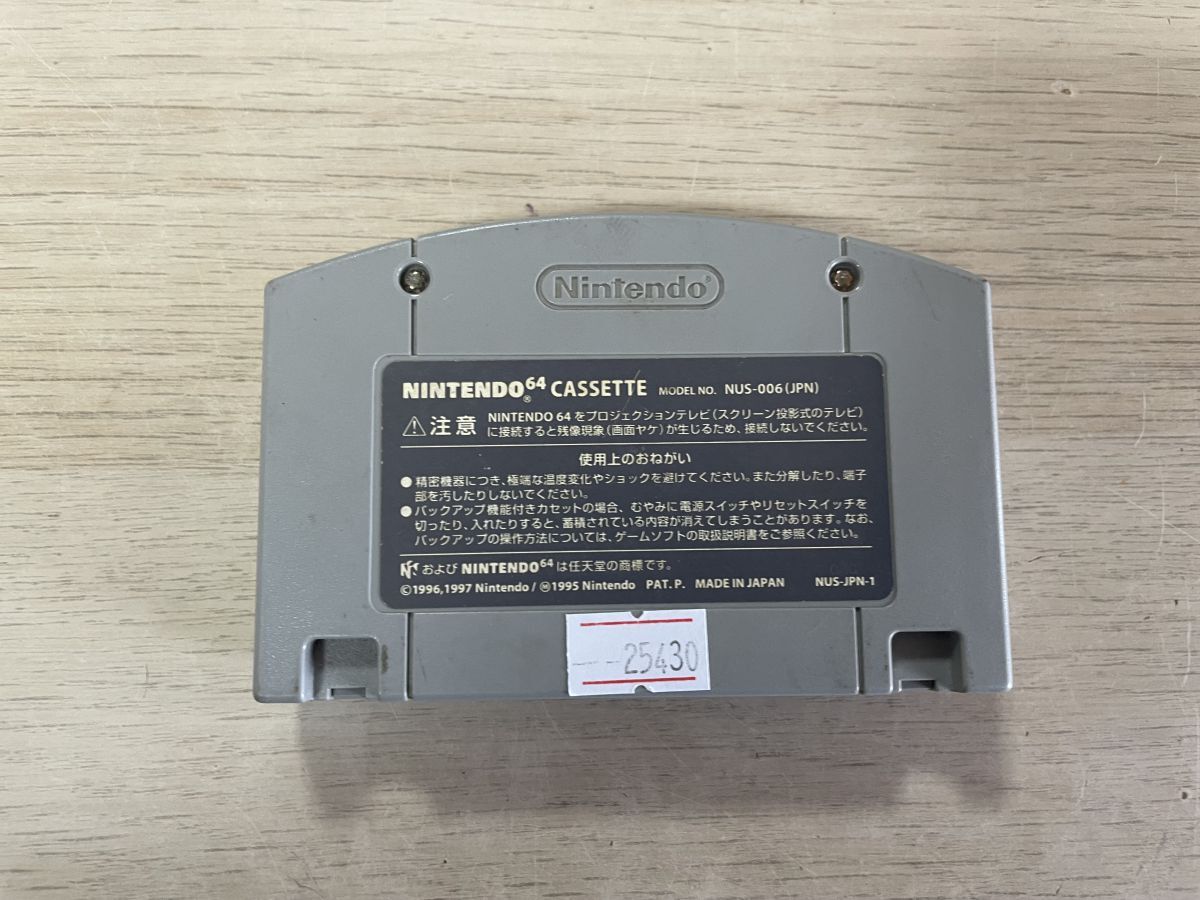 Nintendo®
NINTENDO®64 CASSETTE MODEL NO. NUS-006 (JPN)
注意 NINTENDO 64 をプロジェクションテレビ(スクリーン投影式のテレビ)
に接続すると残像現象(画面ヤケ)が生じるため、接続しないでください。
使用上のおねがい
●精密機器につき、極端な温度変化やショックを避けてください。また分解したり、端子
部を汚したりしないでください。
●バックアップ機能付きカセットの場合、むやみに電源スイッチやリセットスイッチを
切ったり、入れたりすると、蓄積されている内容が消えてしまうことがあります。なお、
バックアップの操作方法については、ゲームソフトの取扱説明書をご参照ください。
および NINTENDO64 は任天堂の商標です。
©1996,1997 Nintendo / Ⓜ1995 Nintendo PAT. P. MADE IN JAPAN NUS-JPN-1
25430